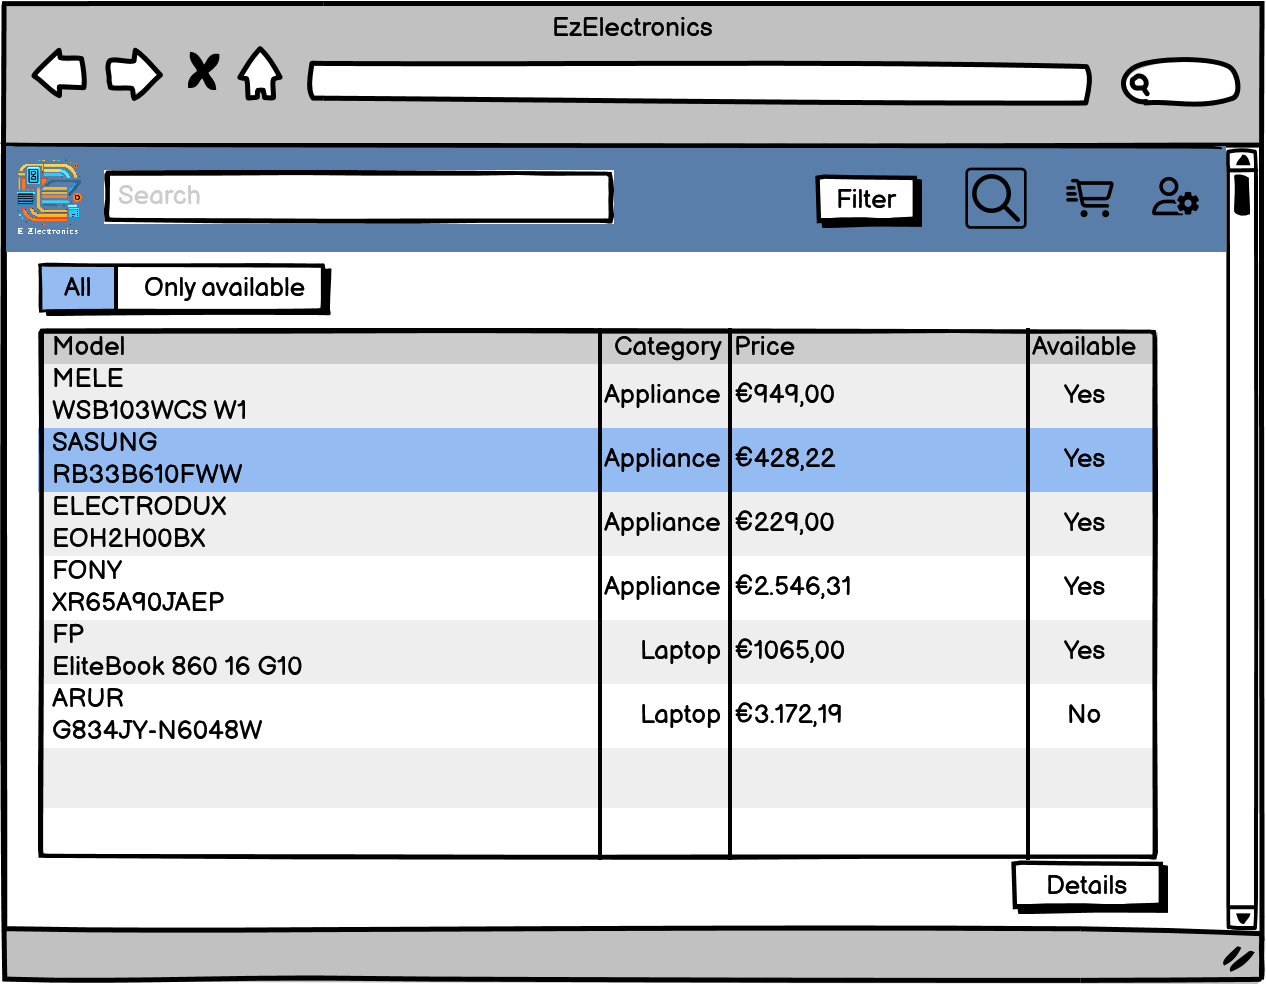 EzElectronics
E Zlectronics
Search
Filter
All Only available
Model Category Price Available
MELE
WSB103WCS W1 Appliance €949,00 Yes
SASUNG
RB33B610FWW Appliance €428,22 Yes
ELECTRODUX
EOH2H00BX Appliance €229,00 Yes
FONY
XR65A90JAEP Appliance €2.546,31 Yes
FP
EliteBook 860 16 G10 Laptop €1065,00 Yes
ARUR
G834JY-N6048W Laptop €3.172,19 No
Details